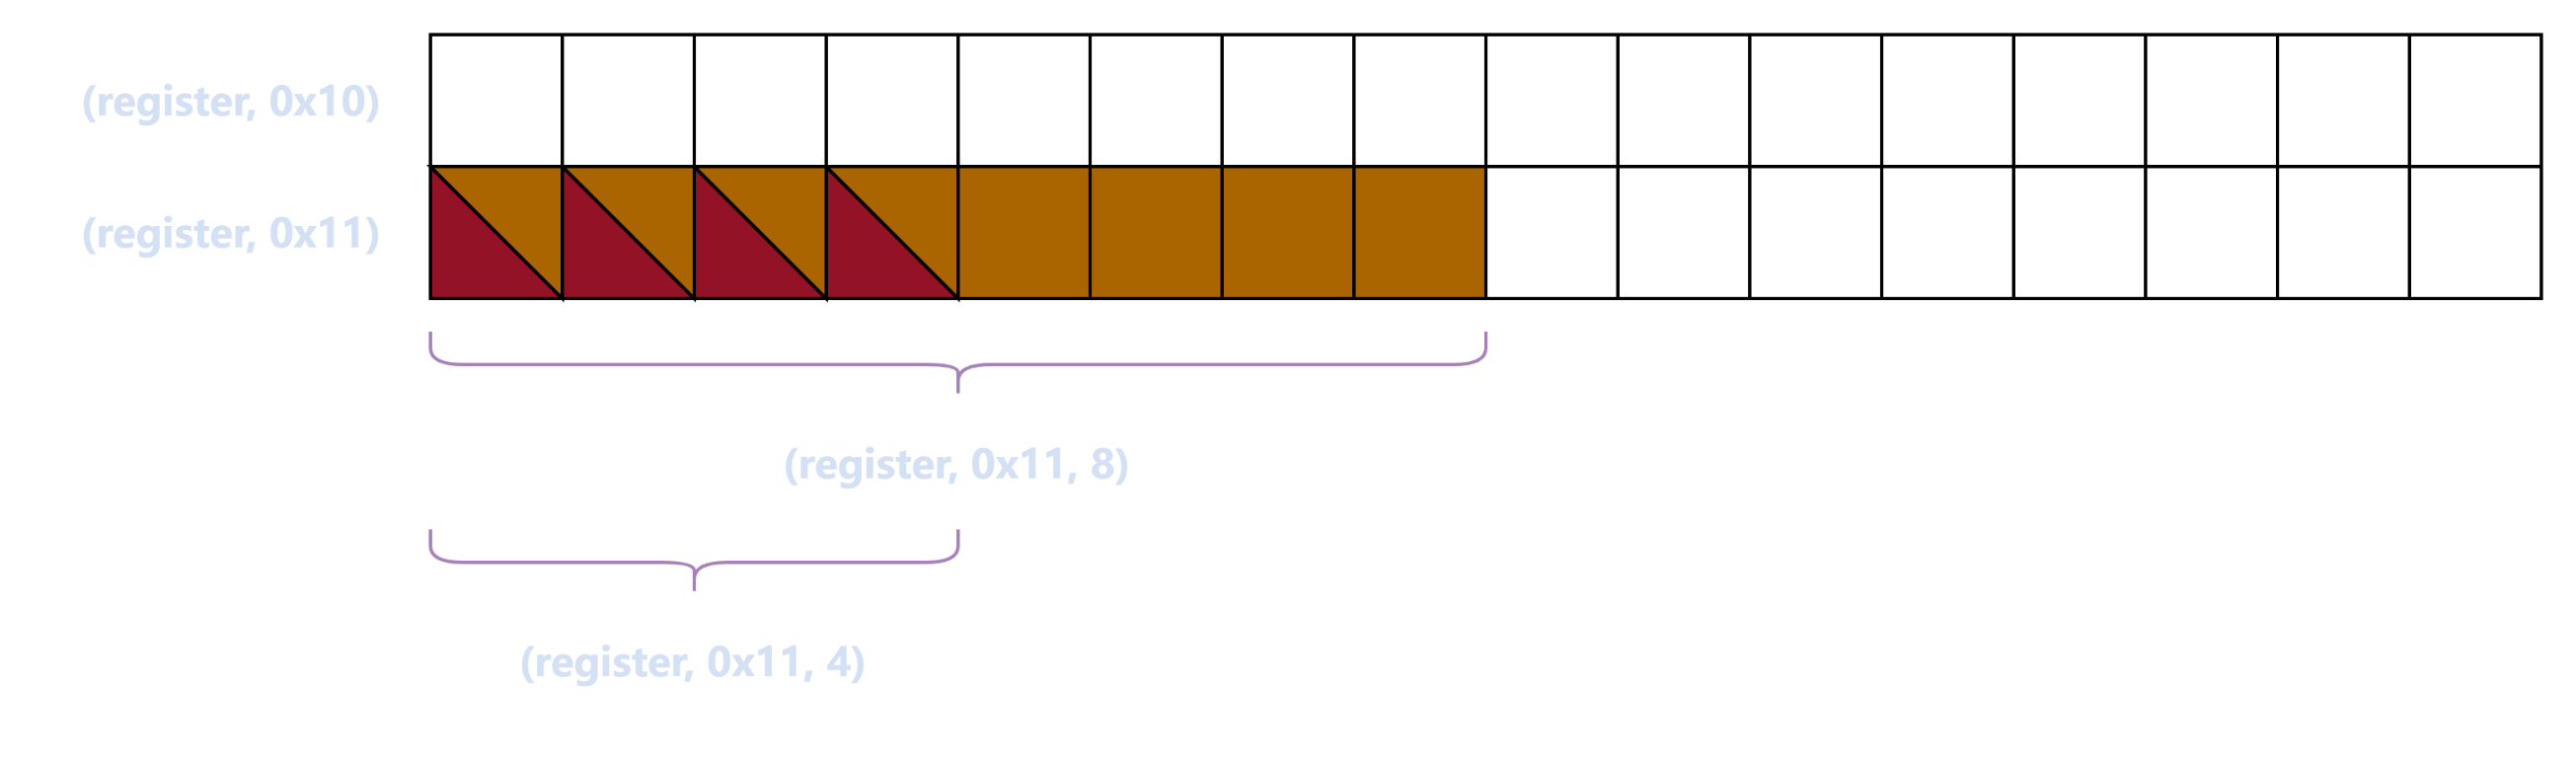 (register, 0x10)
(register, 0x11)
(register, 0x11, 8)
(register, 0x11, 4)